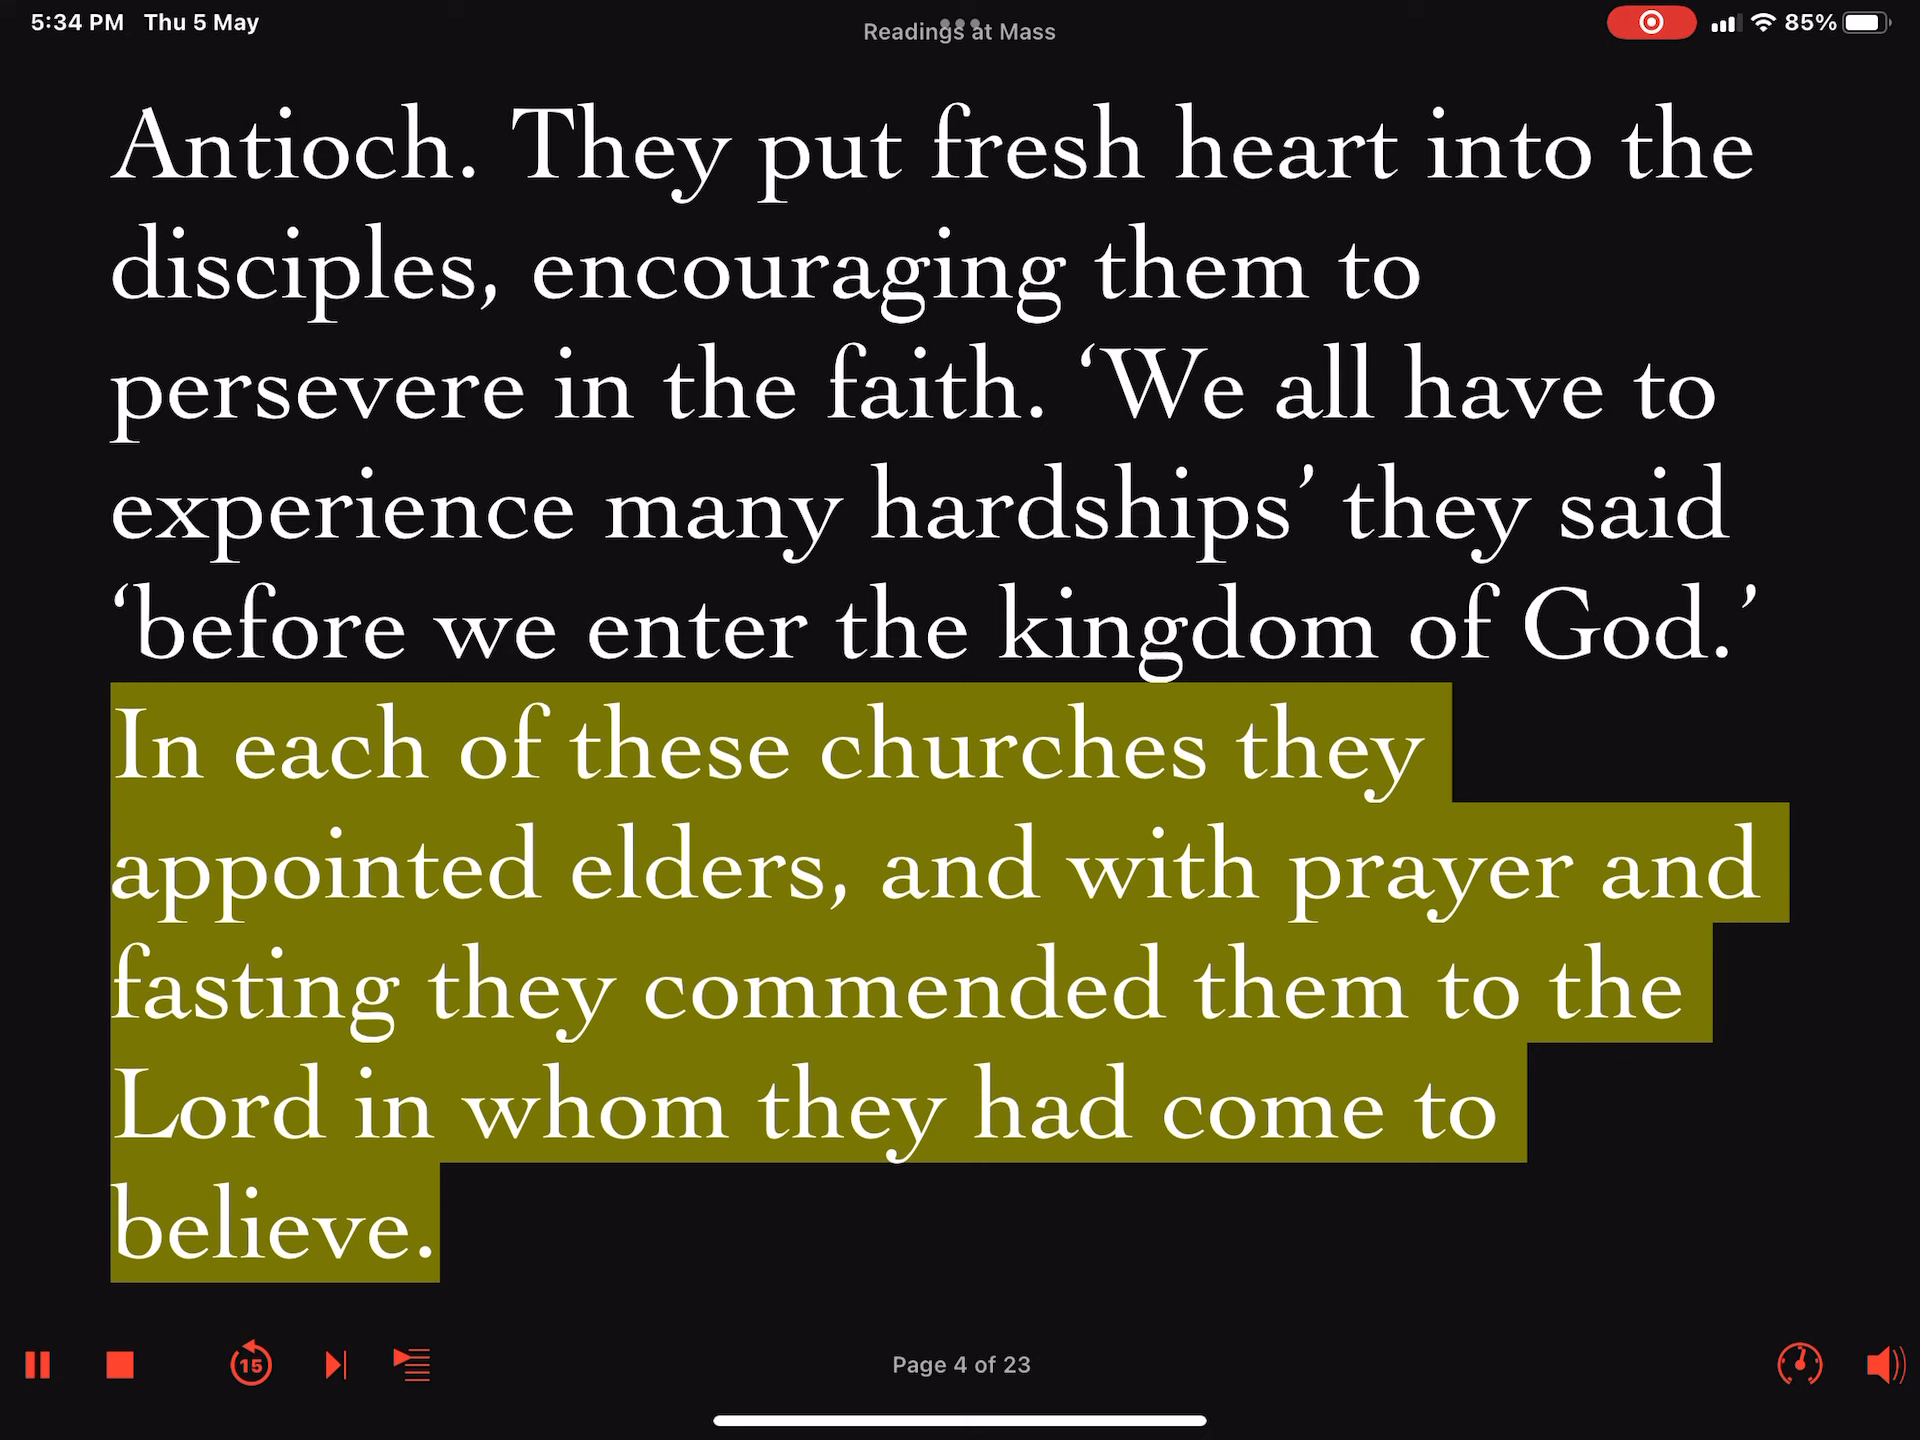 5:34 PM Thu 5 May
Readings at Mass
85%
Antioch. They put fresh heart into the
disciples, encouraging them to
persevere in the faith. ‘We all have to
experience many hardships’ they said
‘before we enter the kingdom of God.’
In each of these churches they
appointed elders, and with prayer and
fasting they commended them to the
Lord in whom they had come to
believe.
15
Page 4 of 23